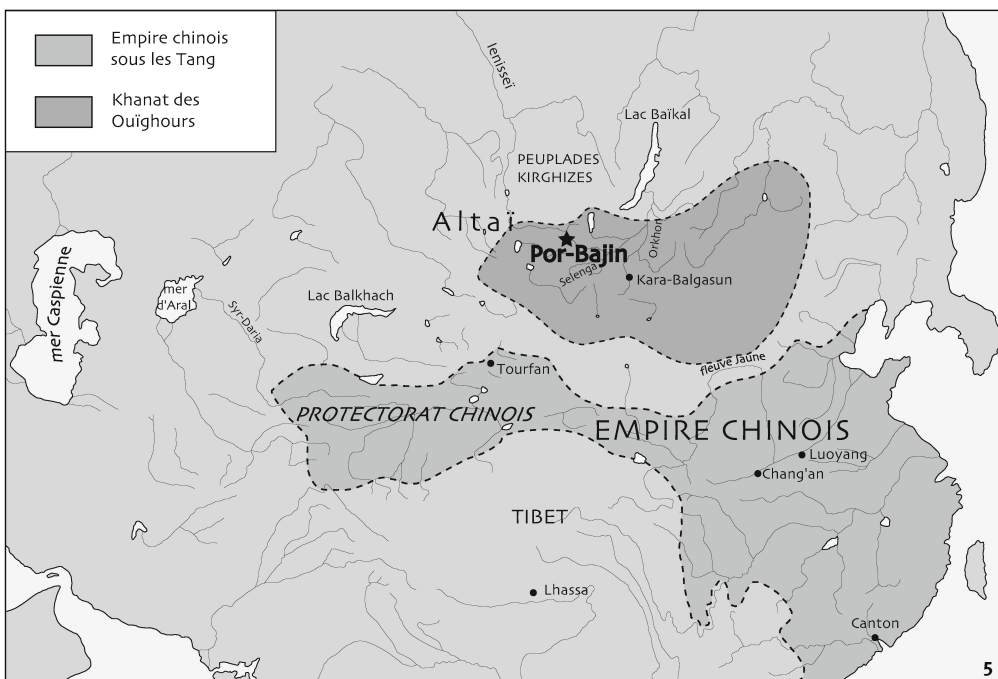 Empire chinois
sous les Tang
Khanat des
Ouïghours
Ienisseï
Lac Baïkal
PEUPLADES
KIRGHIZES
Altaï
Por-Bajin
Orkhon
Selenga
Kara-Balgasun
mer Caspienne
mer
d'Aral
Syr-Daria
Lac Balkhach
Tourfan
fleuve Jaune
PROTECTORAT CHINOIS
EMPIRE CHINOIS
Luoyang
Chang'an
TIBET
Lhassa
Canton
5